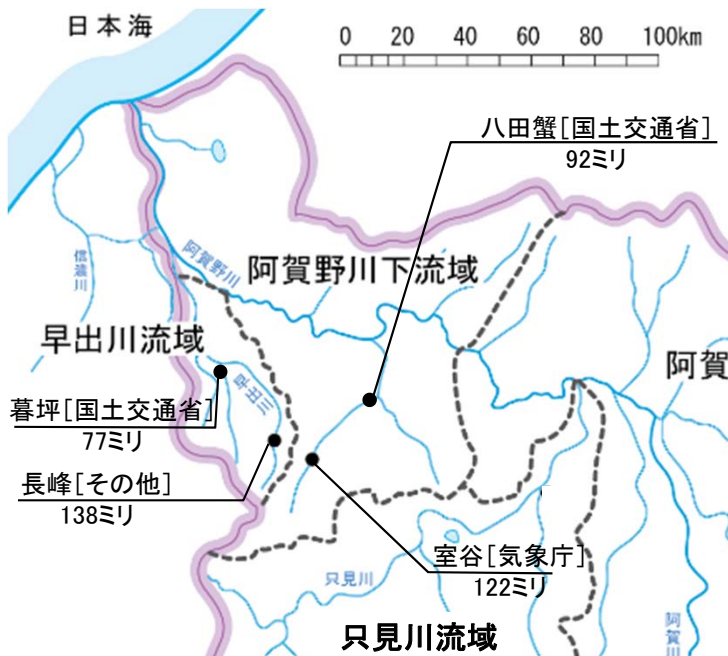 日本海
0 20 40 60 80 100km
八田蟹[国土交通省]
92ミリ
阿賀野川
信濃川
阿賀野川下流域
早出川流域
阿賀
早出川
暮坪[国土交通省]
77ミリ
長峰[その他]
138ミリ
室谷[気象庁]
122ミリ
只見川
只見川流域
阿賀川